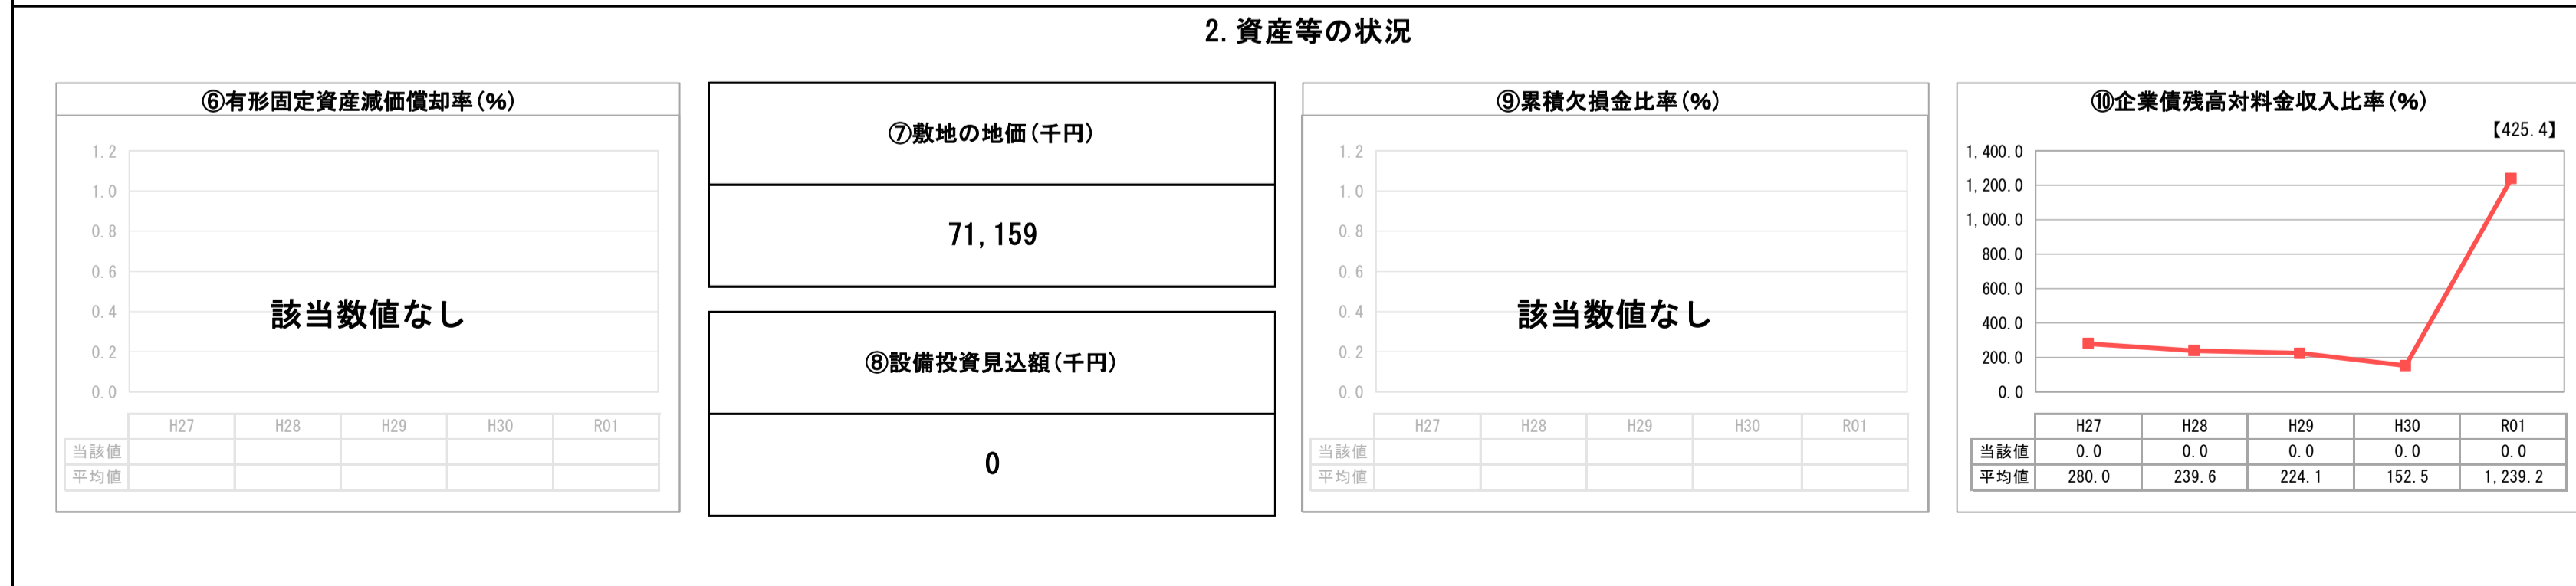 2. 資産等の状況
⑥有形固定資産減価償却率(%)
1.2
1.0
0.8
0.6
0.4
0.2
0.0
該当数値なし
H27 H28 H29 H30 R01
当該値
平均値
⑦敷地の地価(千円)
71,159
⑧設備投資見込額(千円)
0
⑨累積欠損金比率(%)
1.2
1.0
0.8
0.6
0.4
0.2
0.0
該当数値なし
H27 H28 H29 H30 R01
当該値
平均値
⑩企業債残高対料金収入比率(%)
【425.4】
1,400.0
1,200.0
1,000.0
800.0
600.0
400.0
200.0
0.0
H27 H28 H29 H30 R01
当該値 0.0 0.0 0.0 0.0 0.0
平均値 280.0 239.6 224.1 152.5 1,239.2